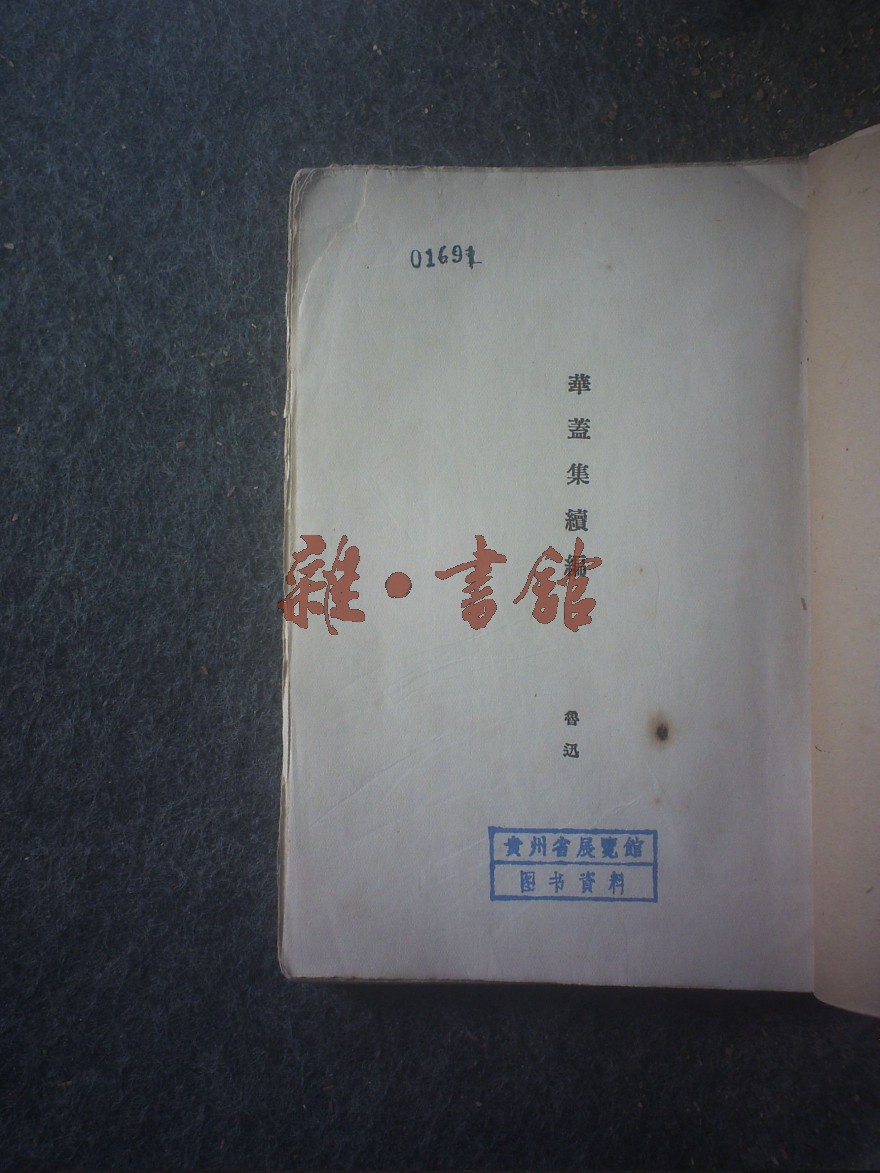 01691
華蓋集續編
魯迅
雜·書館
貴州省展覽館
图书資料